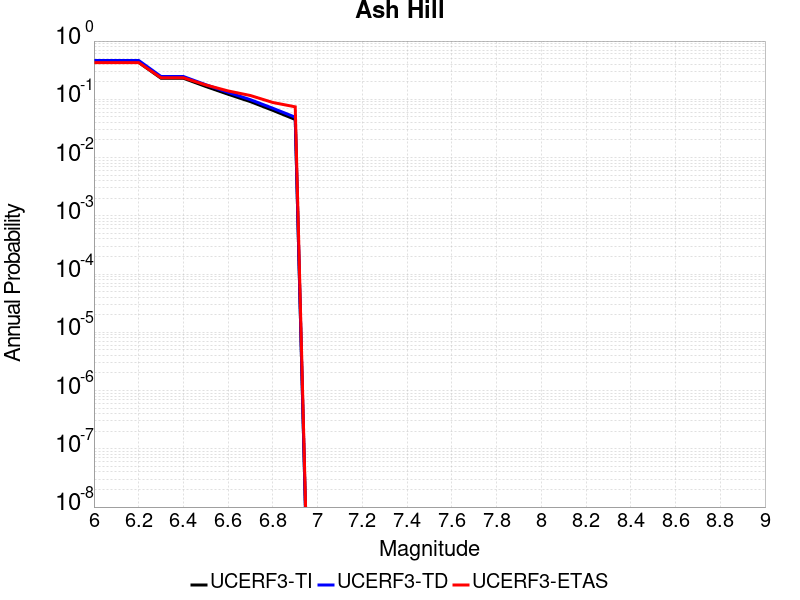 Ash Hill
Annual Probability
10^0
10^-1
10^-2
10^-3
10^-4
10^-5
10^-6
10^-7
10^-8
6 6.2 6.4 6.6 6.8 7 7.2 7.4 7.6 7.8 8 8.2 8.4 8.6 8.8 9
Magnitude
UCERF3-TI UCERF3-TD UCERF3-ETAS